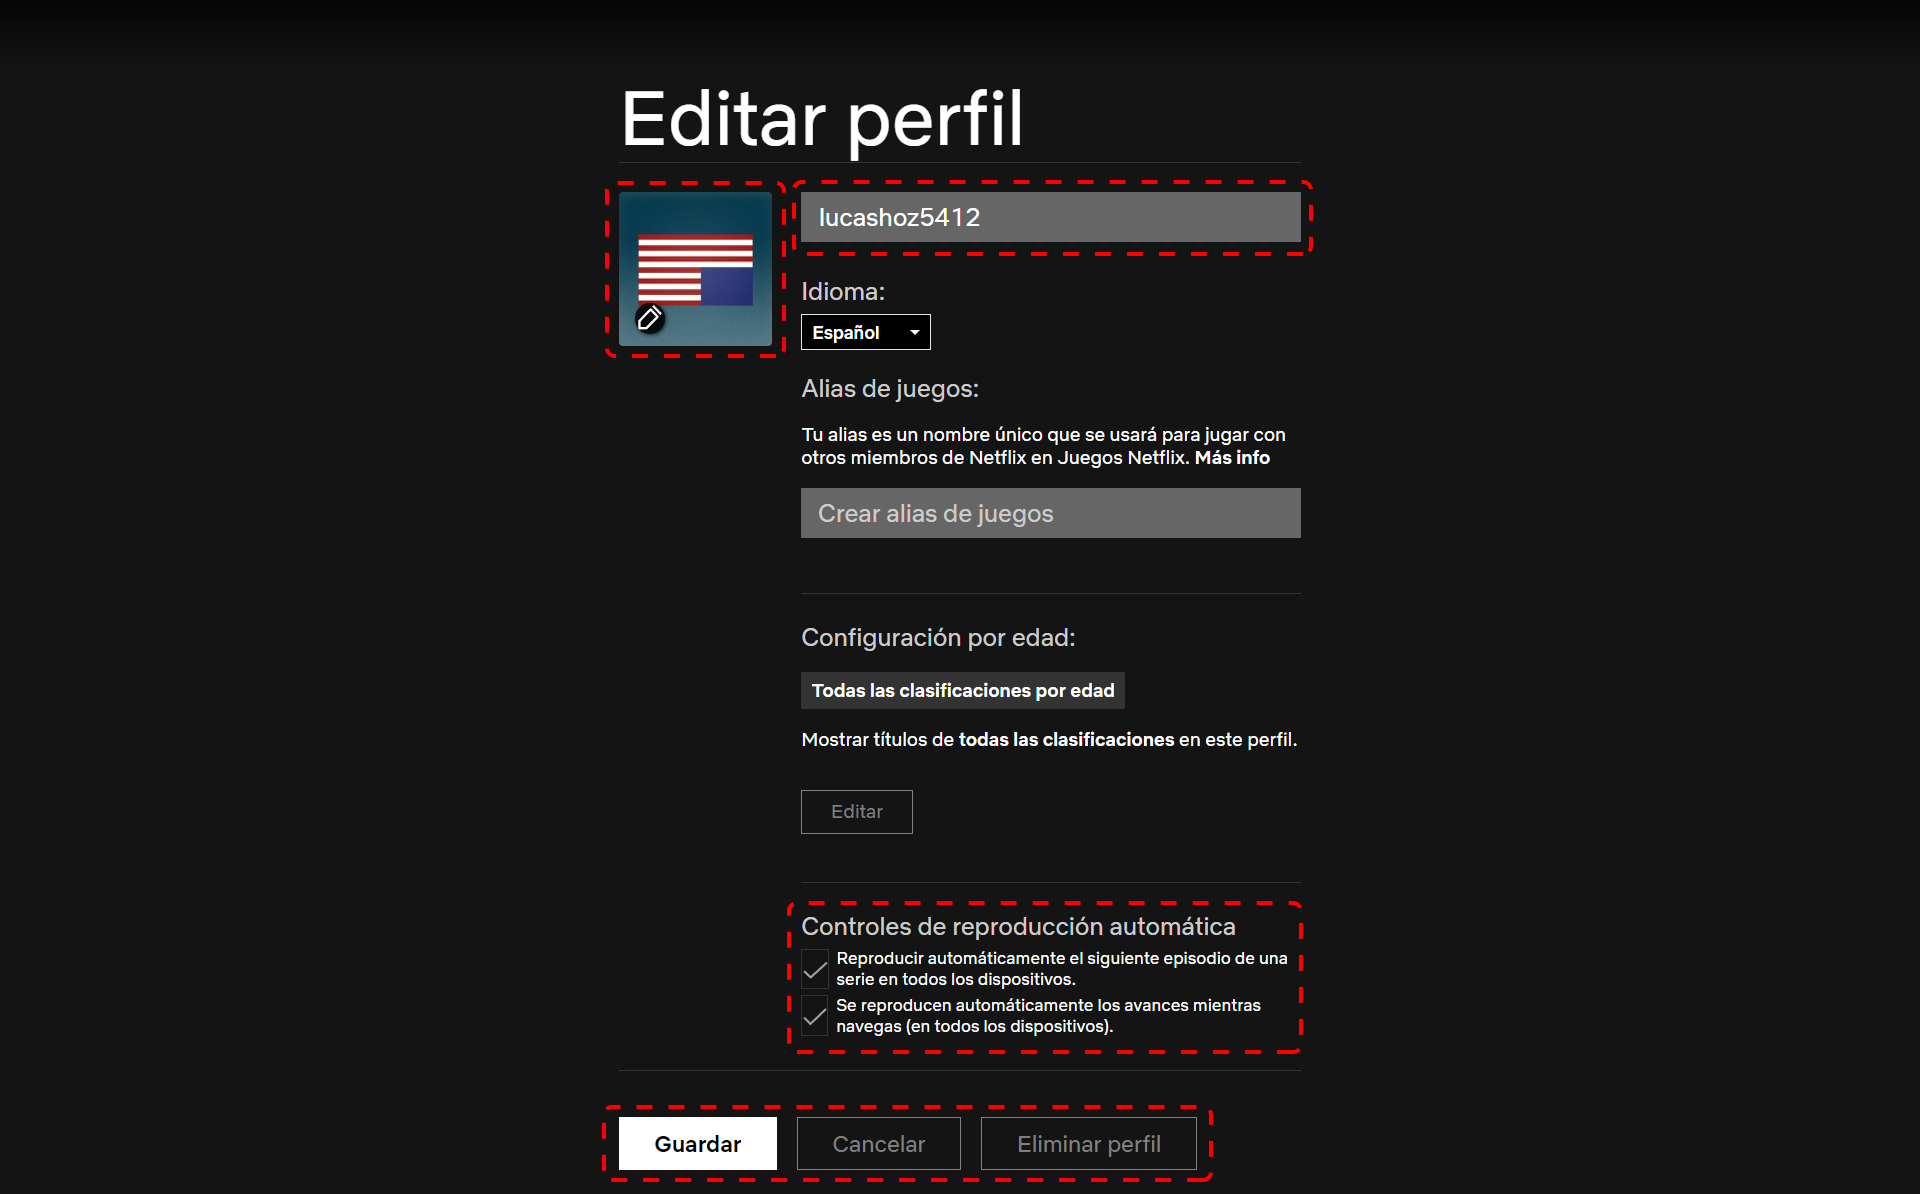 Editar perfil
lucashoz5412
Idioma:
Español
Alias de juegos:
Tu alias es un nombre único que se usará para jugar con
otros miembros de Netflix en Juegos Netflix. Más info
Crear alias de juegos
Configuración por edad:
Todas las clasificaciones por edad
Mostrar títulos de todas las clasificaciones en este perfil.
Editar
Controles de reproducción automática
Reproducir automáticamente el siguiente episodio de una
serie en todos los dispositivos.
Se reproducen automáticamente los avances mientras
navegas (en todos los dispositivos).
Guardar
Cancelar
Eliminar perfil